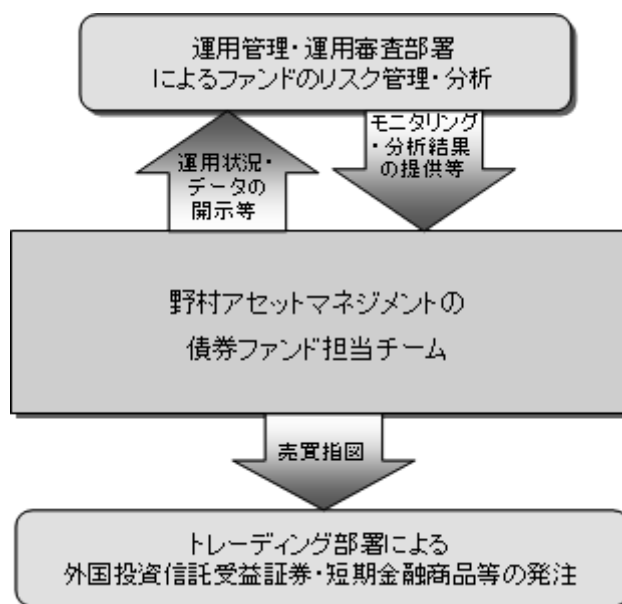 運用管理・運用審査部署
によるファンドのリスク管理・分析
運用状況・
データの
開示等
モニタリング
・分析結果
の提供等
野村アセットマネジメントの
債券ファンド担当チーム
売買指図
トレーディング部署による
外国投資信託受益証券・短期金融商品等の発注